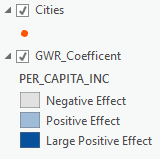 Cities
GWR_Coefficent
PER_CAPITA_INC
Negative Effect
Positive Effect
Large Positive Effect